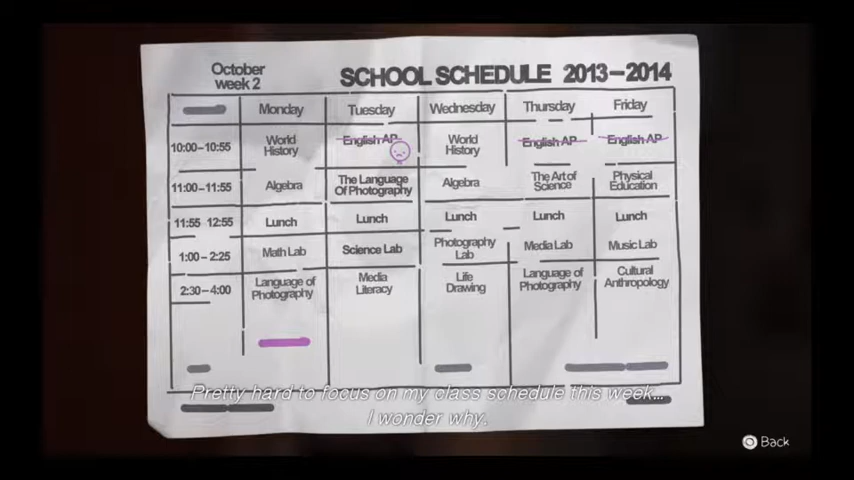 October
week 2
SCHOOL SCHEDULE 2013-2014
Monday Tuesday Wednesday Thursday Friday
10:00-10:55 World History English AP World History English AP English AP
11:00-11:55 Algebra The Language Of Photography Algebra The Art of Science Physical Education
11:55 12:55 Lunch Lunch Lunch Lunch Lunch
1:00-2:25 Math Lab Science Lab Photography Lab Media Lab Music Lab
2:30-4:00 Language of Photography Media Literacy Life Drawing Language of Photography Cultural Anthropology
Pretty hard to focus on my class schedule this week...
I wonder why.
Back